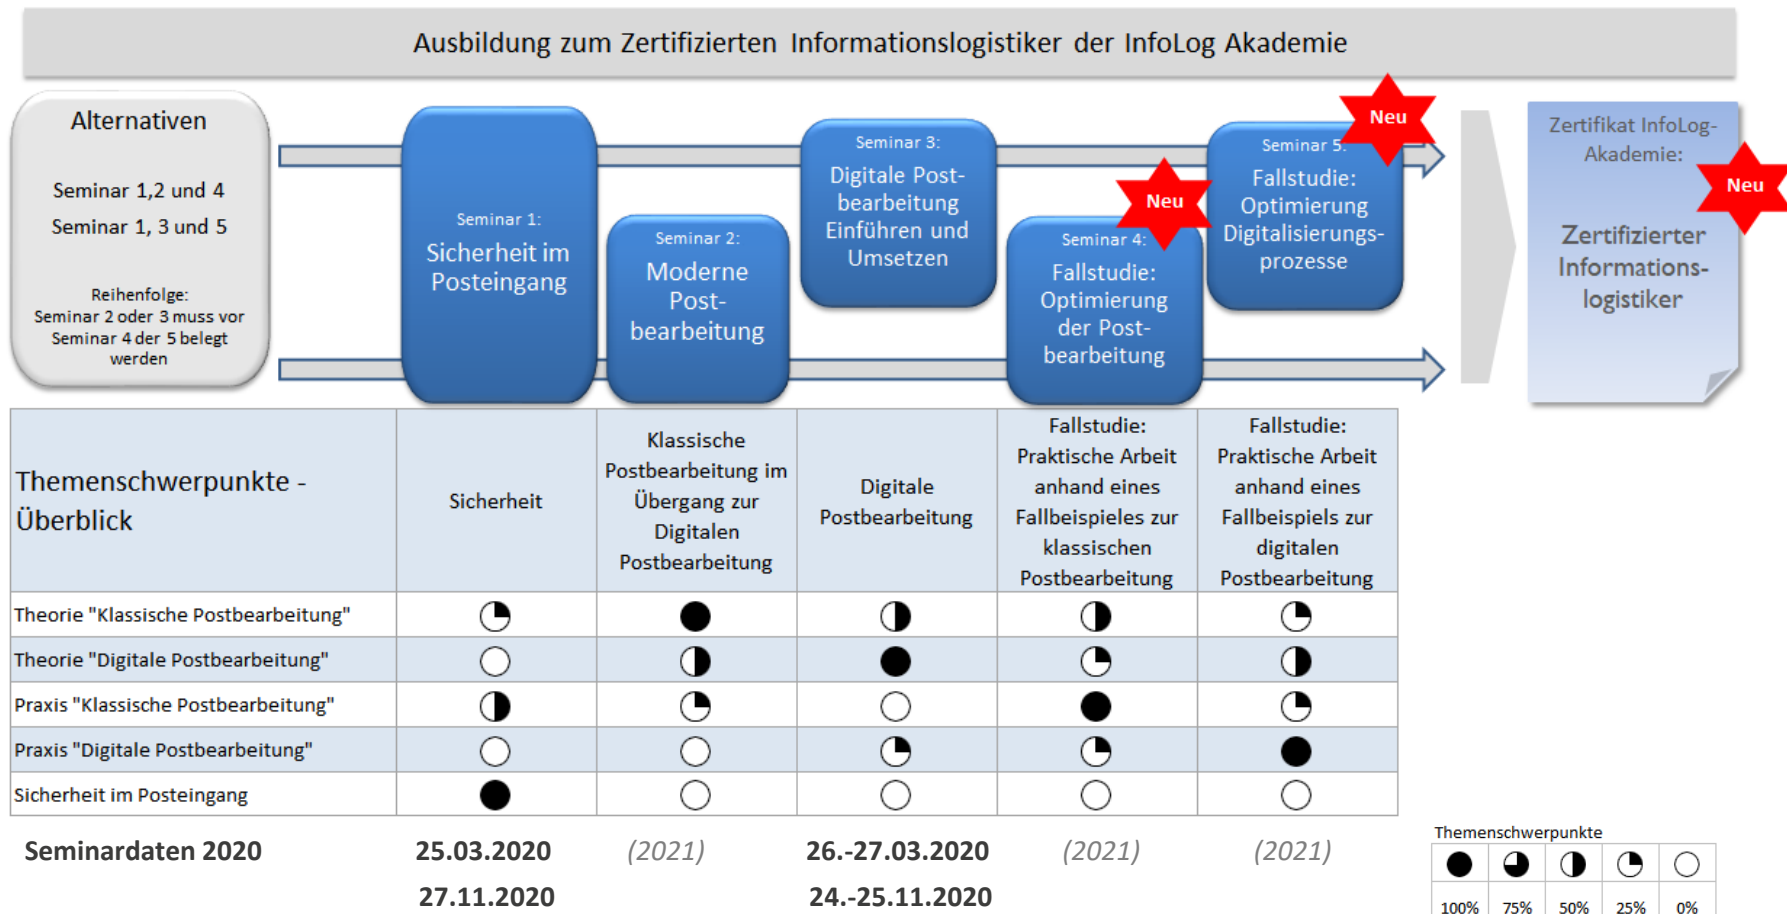 Ausbildung zum Zertifizierten Informationslogistiker der InfoLog Akademie
Alternativen
Seminar 1,2 und 4
Seminar 1, 3 und 5
Reihenfolge:
Seminar 2 oder 3 muss vor
Seminar 4 der 5 belegt
werden
Seminar 1:
Sicherheit im
Posteingang
Seminar 2:
Moderne
Post-
bearbeitung
Seminar 3:
Digitale Post-
bearbeitung
Einführen und
Umsetzen
Neu
Seminar 4:
Fallstudie:
Optimierung
der Post-
bearbeitung
Neu
Seminar 5:
Fallstudie:
Optimierung
Digitalisierungs-
prozesse
Zertifikat InfoLog-
Akademie:
Neu
Zertifizierter
Informations-
logistiker
Themenschwerpunkte -
Überblick
Sicherheit
Klassische
Postbearbeitung im
Übergang zur
Digitalen
Postbearbeitung
Digitale
Postbearbeitung
Fallstudie:
Praktische Arbeit
anhand eines
Fallbeispieles zur
klassischen
Postbearbeitung
Fallstudie:
Praktische Arbeit
anhand eines
Fallbeispiels zur
digitalen
Postbearbeitung
Theorie "Klassische Postbearbeitung"
Theorie "Digitale Postbearbeitung"
Praxis "Klassische Postbearbeitung"
Praxis "Digitale Postbearbeitung"
Sicherheit im Posteingang
Seminardaten 2020 25.03.2020 (2021) 26.-27.03.2020 (2021) (2021)
27.11.2020 24.-25.11.2020
Themenschwerpunkte
100% 75% 50% 25% 0%